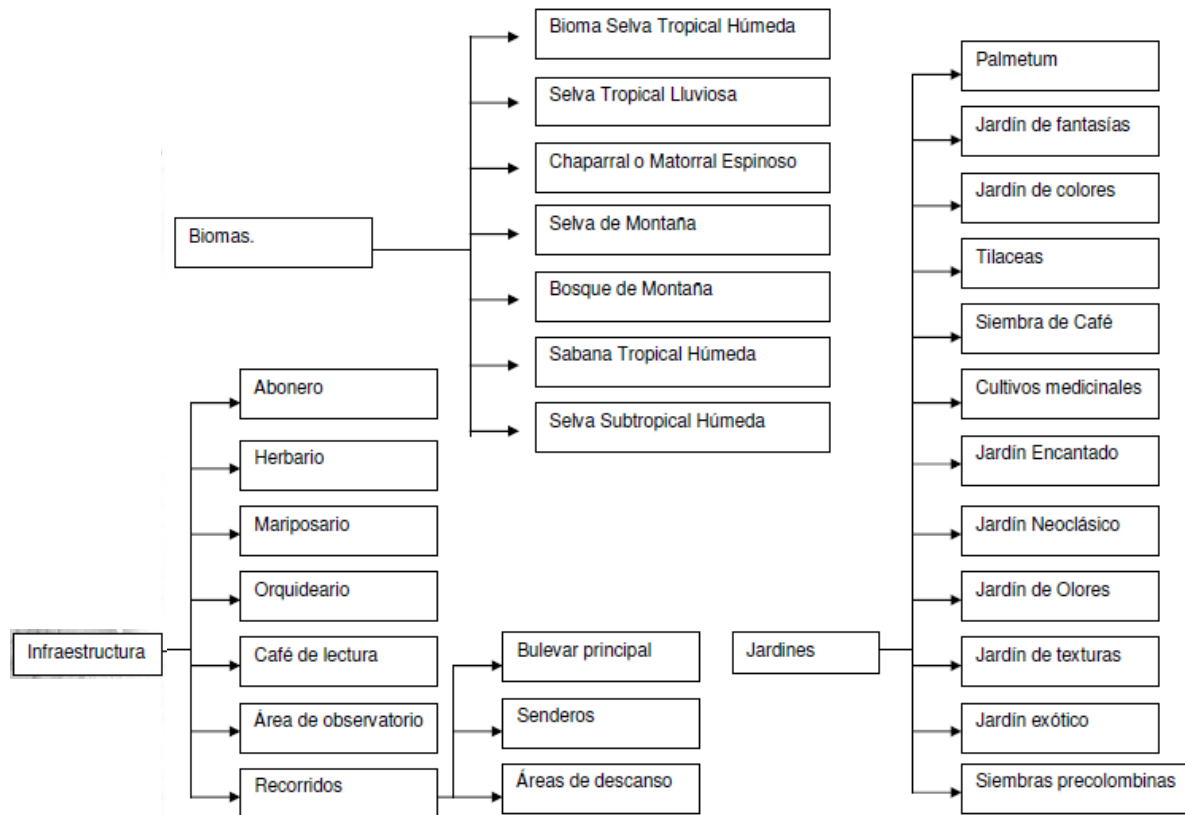 Biomas.
Bioma Selva Tropical Húmeda
Selva Tropical Lluviosa
Chaparral o Matorral Espinoso
Selva de Montaña
Bosque de Montaña
Sabana Tropical Húmeda
Selva Subtropical Húmeda
Infraestructura
Abonero
Herbario
Mariposario
Orquideario
Café de lectura
Área de observatorio
Recorridos
Bulevar principal
Senderos
Áreas de descanso
Jardines
Palmetum
Jardín de fantasías
Jardín de colores
Tilaceas
Siembra de Café
Cultivos medicinales
Jardín Encantado
Jardín Neoclásico
Jardín de Olores
Jardín de texturas
Jardín exótico
Siembras precolombinas